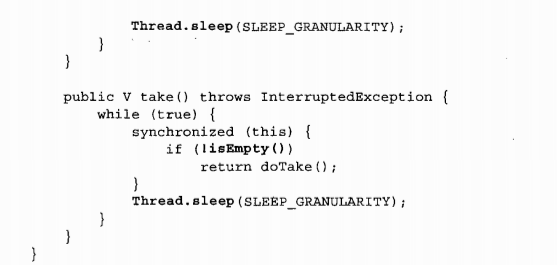 Thread.sleep(SLEEP_GRANULARITY);
}
}
public V take() throws InterruptedException {
while (true) {
synchronized (this) {
if (!isEmpty())
return doTake();
}
Thread.sleep(SLEEP_GRANULARITY);
}
}
}